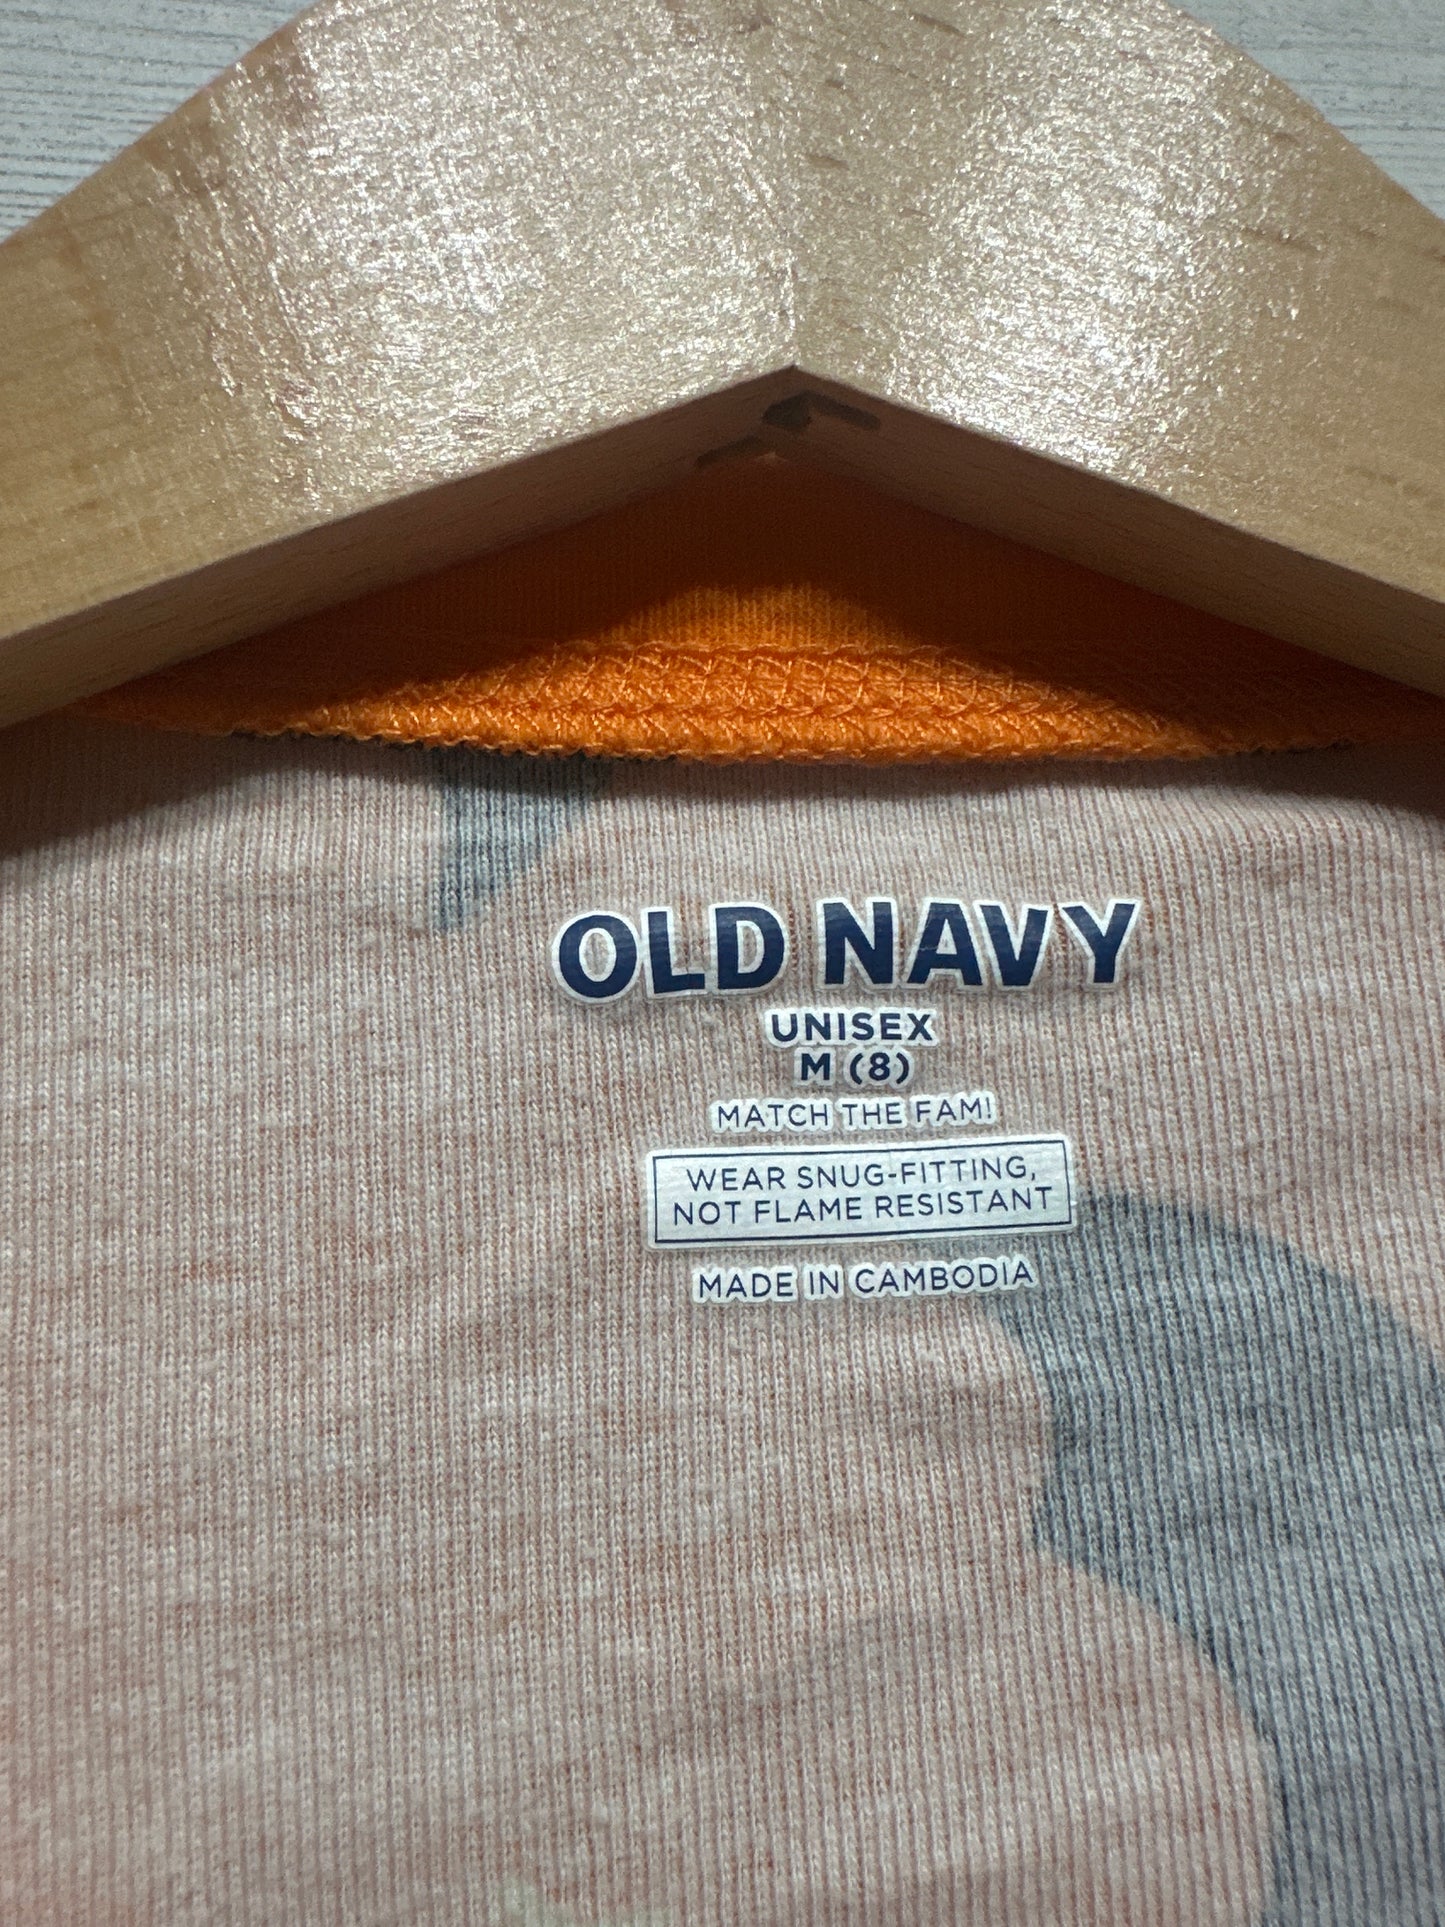 OLD NAVY
UNISEX
M (8)
MATCH THE FAM!
WEAR SNUG-FITTING,
NOT FLAME RESISTANT
MADE IN CAMBODIA